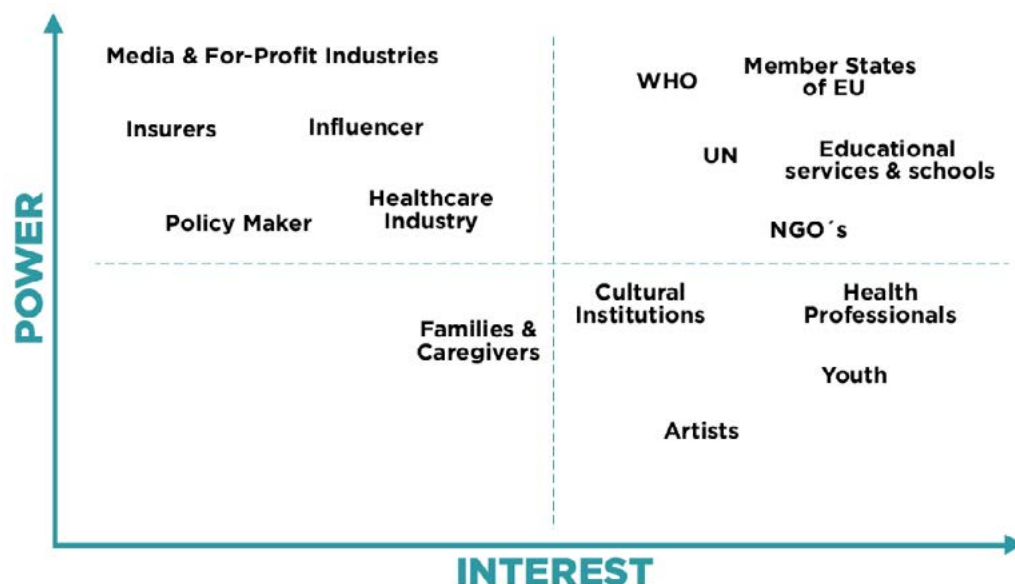 Media & For-Profit Industries
WHO
Member States
of EU
Insurers
Influencer
UN
Educational
services & schools
Policy Maker
Healthcare
Industry
NGO´s
POWER
Cultural
Institutions
Health
Professionals
Families &
Caregivers
Youth
Artists
INTEREST